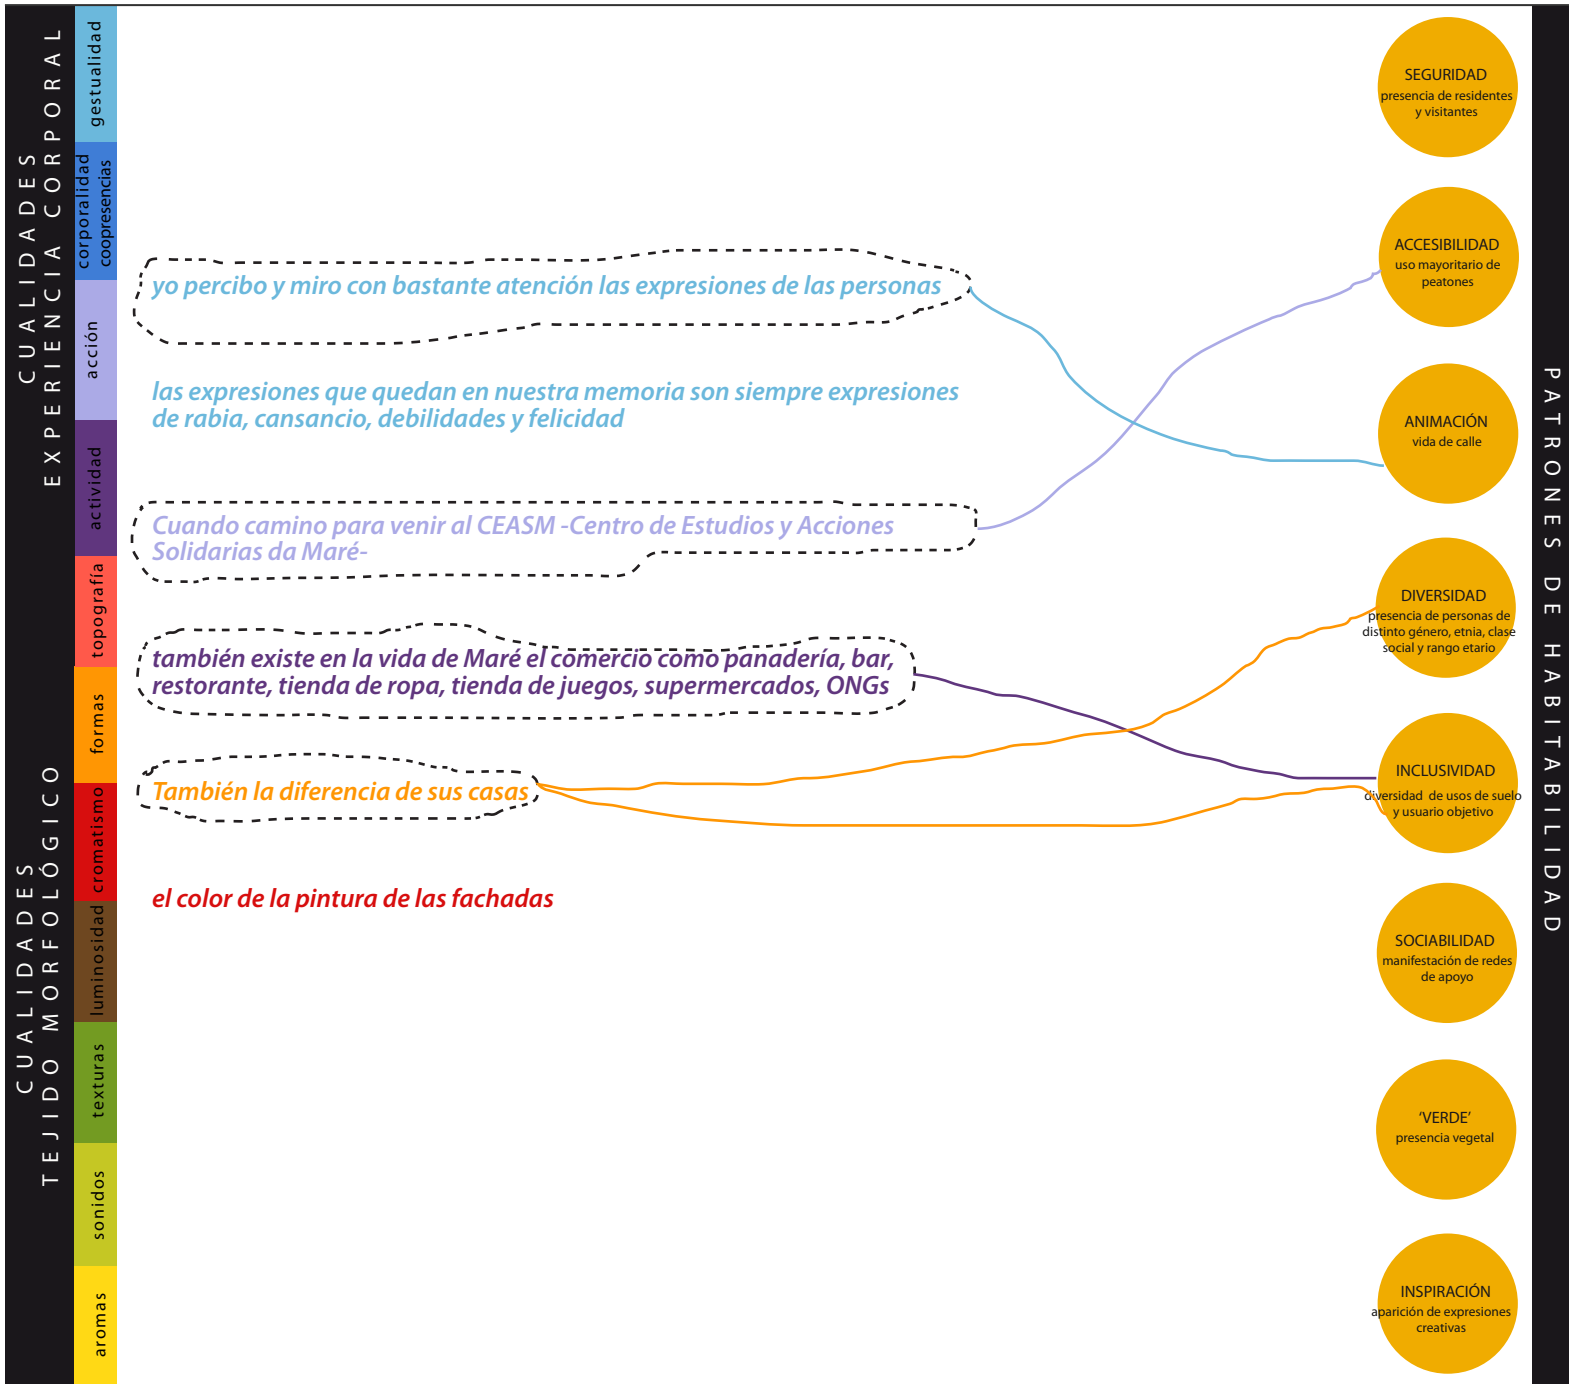 CUALIDADES
EXPERIENCIA CORPORAL
CUALIDADES
TEJIDO MORFOLÓGICO
gestualidad
corporalidad
coopresencias
acción
actividad
topografía
formas
cromatismo
luminosidad
texturas
sonidos
aromas
yo percibo y miro con bastante atención las expresiones de las personas
las expresiones que quedan en nuestra memoria son siempre expresiones
de rabia, cansancio, debilidades y felicidad
Cuando camino para venir al CEASM -Centro de Estudios y Acciones
Solidarias da Maré-
también existe en la vida de Maré el comercio como panadería, bar,
restorante, tienda de ropa, tienda de juegos, supermercados, ONGs
También la diferencia de sus casas
el color de la pintura de las fachadas
SEGURIDAD
presencia de residentes
y visitantes
ACCESIBILIDAD
uso mayoritario de
peatones
ANIMACIÓN
vida de calle
DIVERSIDAD
presencia de personas de
distinto género, etnia, clase
social y rango etario
INCLUSIVIDAD
diversidad de usos de suelo
y usuario objetivo
SOCIABILIDAD
manifestación de redes
de apoyo
‘VERDE’
presencia vegetal
INSPIRACIÓN
aparición de expresiones
creativas
PATRONES DE HABITABILIDAD